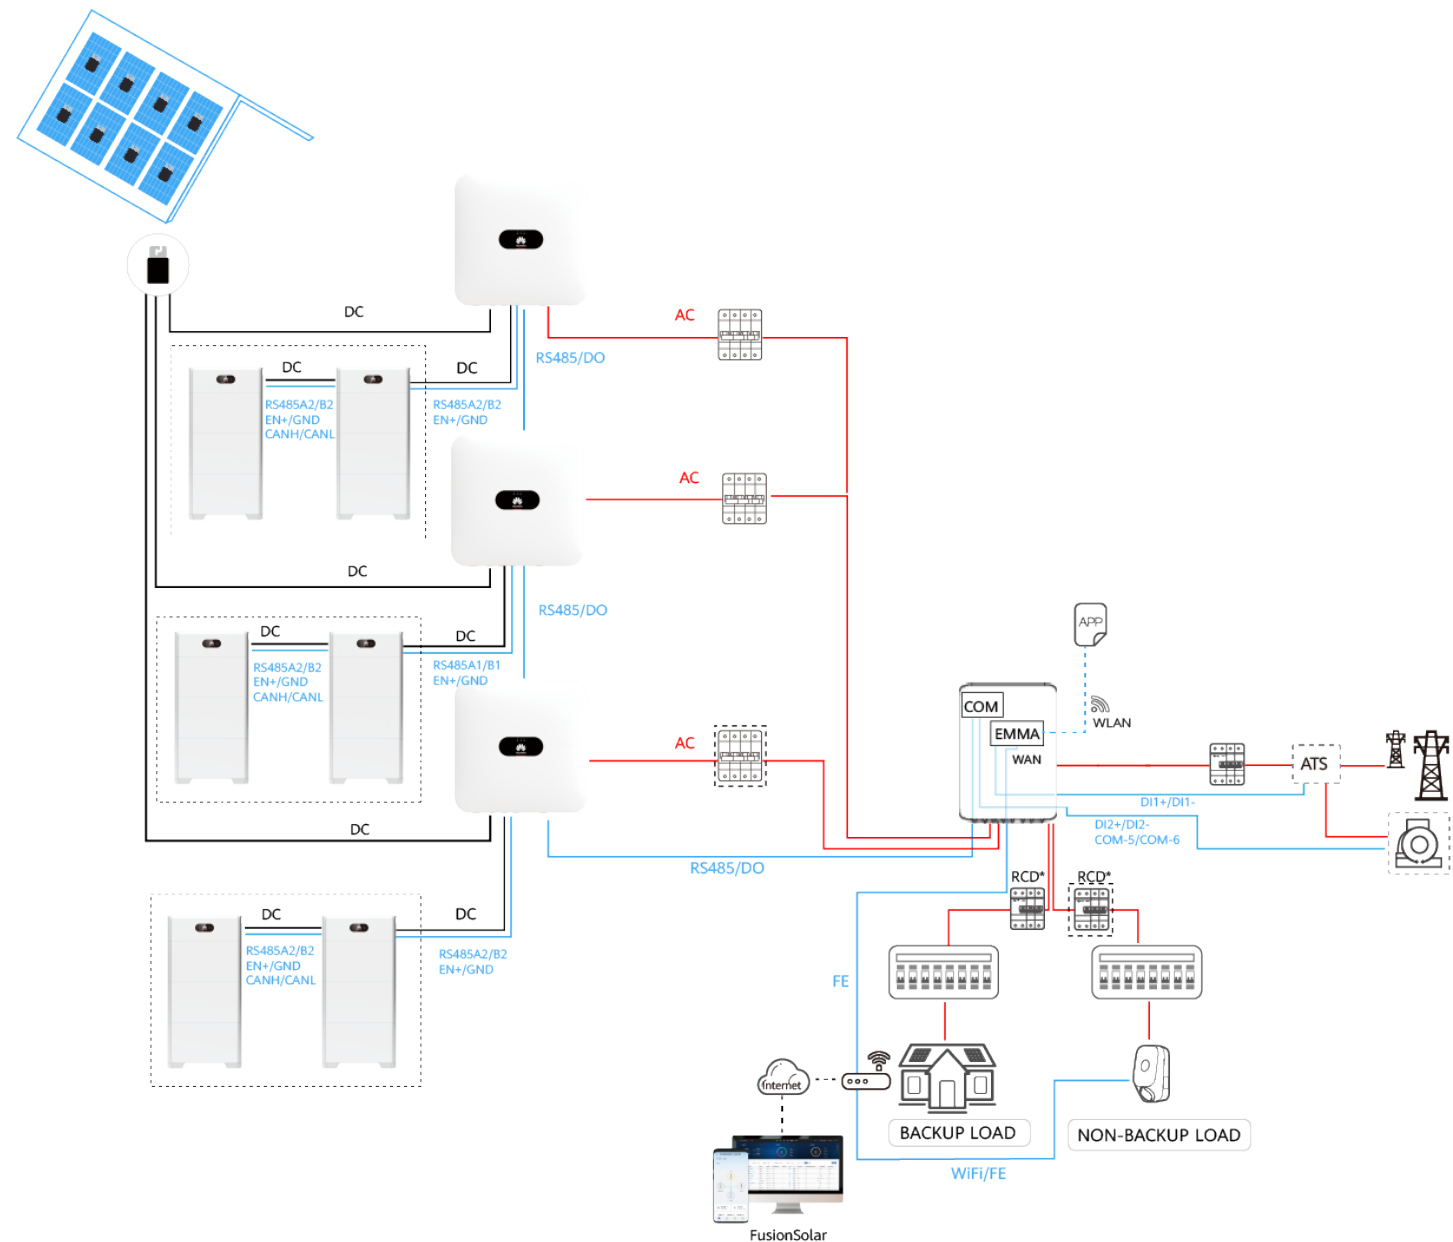 DC
AC
RS485/DO
DC
DC
RS485A2/B2
EN+/GND
CANH/CANL
RS485A2/B2
EN+/GND
AC
DC
RS485/DO
DC
DC
RS485A2/B2
EN+/GND
CANH/CANL
RS485A1/B1
EN+/GND
APP
WLAN
COM
EMMA
WAN
AC
ATS
DI1+/DI1-
DI2+/DI2-
COM-5/COM-6
DC
RS485/DO
RCD*
RCD*
DC
DC
RS485A2/B2
EN+/GND
CANH/CANL
RS485A2/B2
EN+/GND
FE
Internet
BACKUP LOAD
NON-BACKUP LOAD
WiFi/FE
FusionSolar